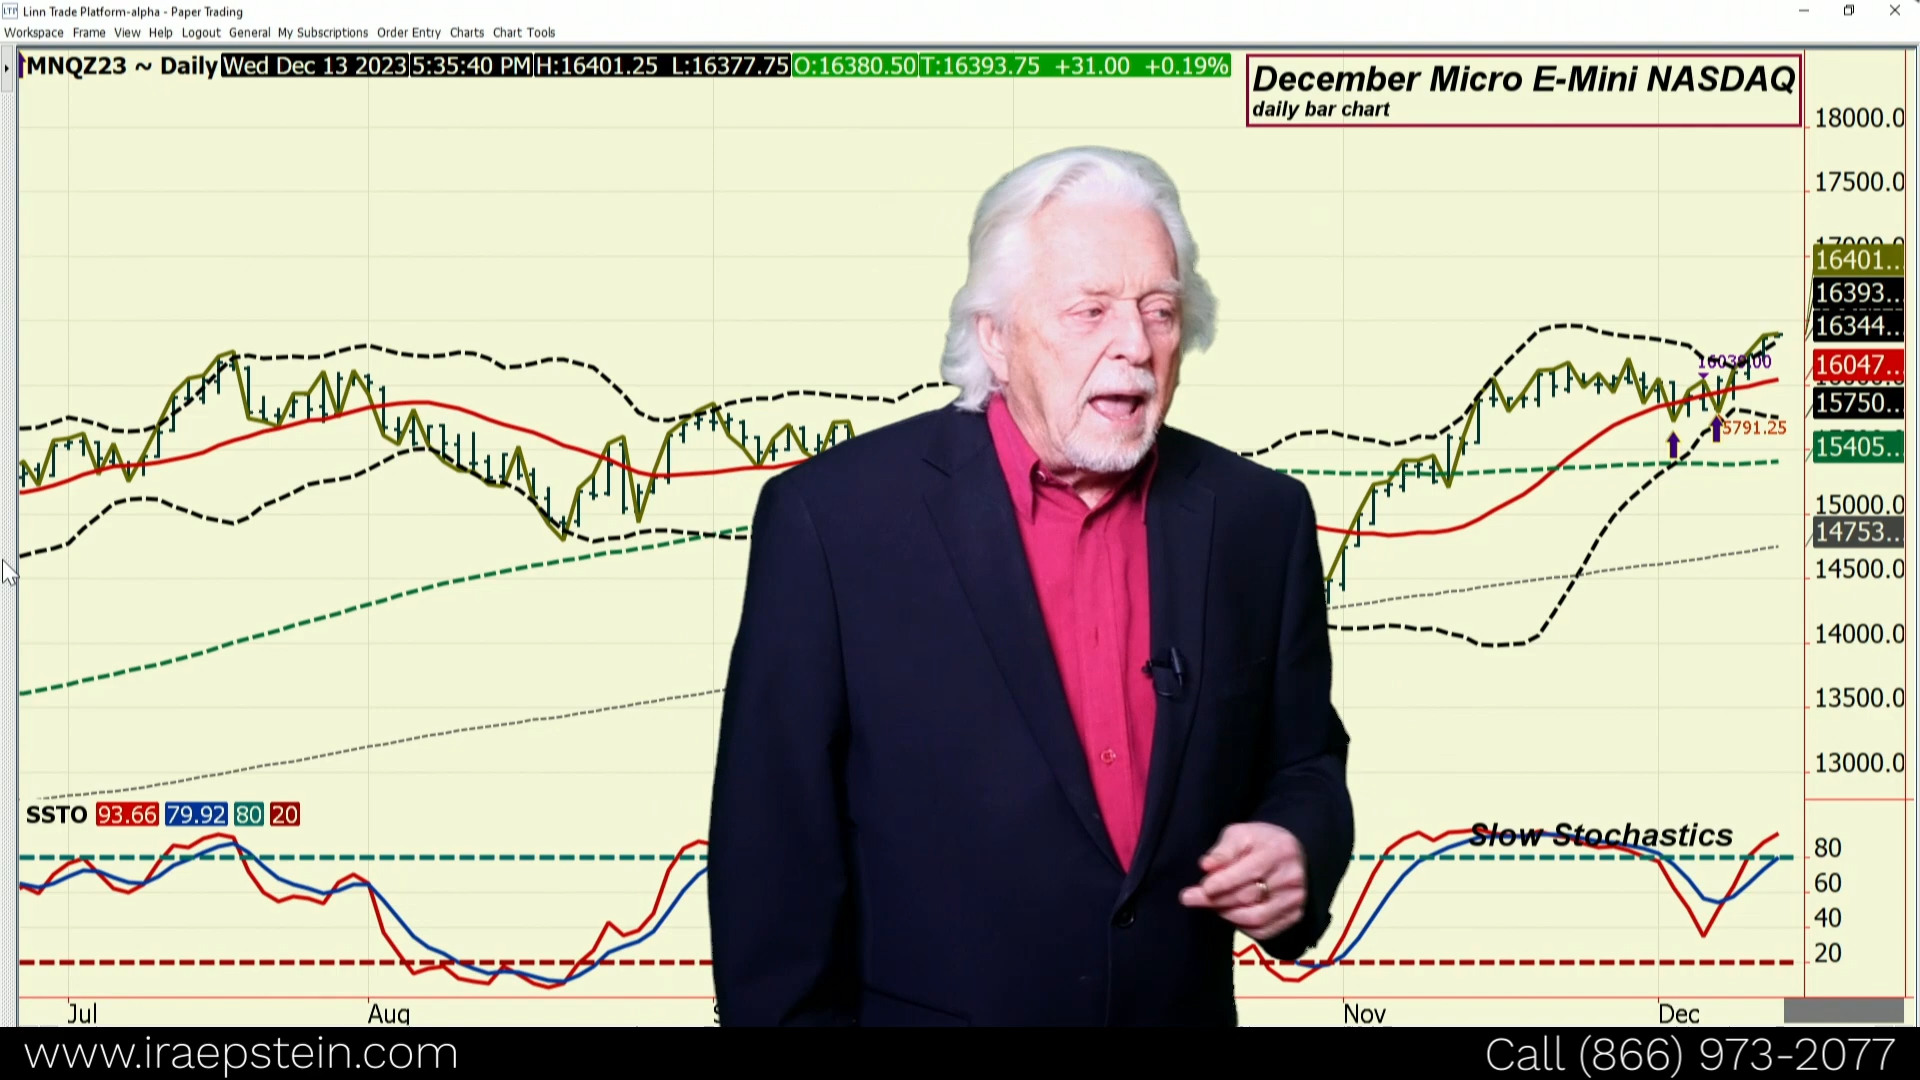 Linn Trade Platform-alpha - Paper Trading
Workspace Frame View Help Logout General My Subscriptions Order Entry Charts Chart Tools
MNQZ23 ~ Daily Wed Dec 13 2023 5:35:40 PM H:16401.25 L:16377.75 O:16380.50 T:16393.75 +31.00 +0.19%
December Micro E-Mini NASDAQ
daily bar chart
18000.0
17500.0
16401...
16393...
16344...
16047...
15750...
15405...
15000.0
14753...
14500.0
14000.0
13500.0
13000.0
5791.25
SSTO 93.66 79.92 80 20
Slow Stochastics
80
60
40
20
Jul Aug Nov Dec
www.iraepstein.com Call (866) 973-2077